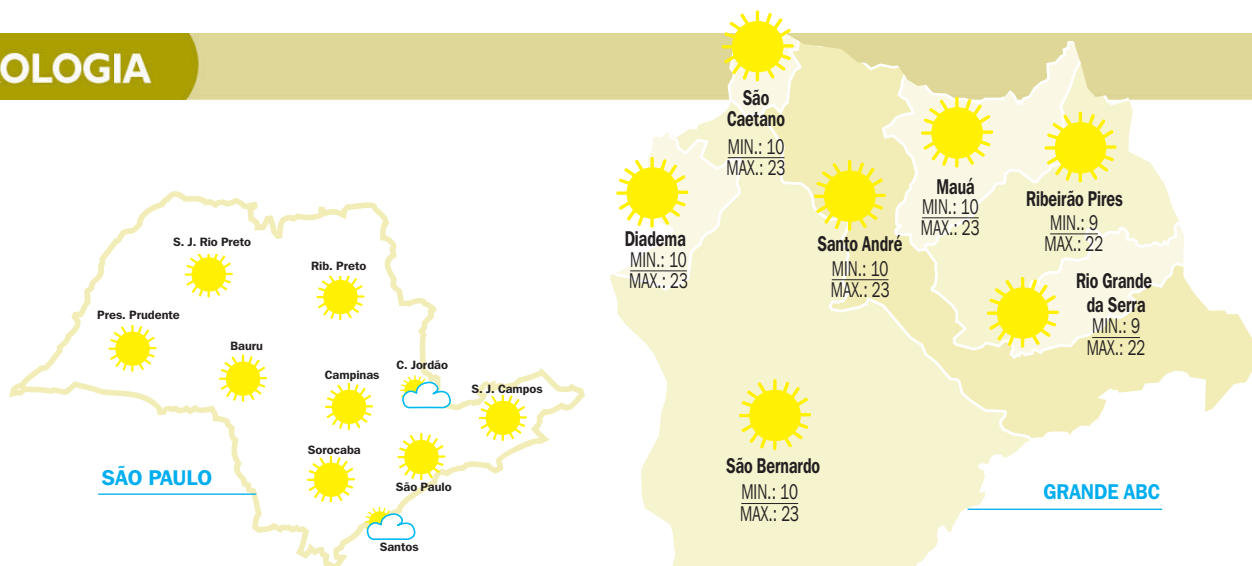 OLOGIA
S. J. Rio Preto
Rib. Preto
Pres. Prudente
Bauru
Campinas
C. Jordão
S. J. Campos
Sorocaba
São Paulo
Santos
SÃO PAULO
São
Caetano
MIN.: 10
MAX.: 23
Diadema
MIN.: 10
MAX.: 23
Santo André
MIN.: 10
MAX.: 23
Mauá
MIN.: 10
MAX.: 23
Ribeirão Pires
MIN.: 9
MAX.: 22
Rio Grande
da Serra
MIN.: 9
MAX.: 22
São Bernardo
MIN.: 10
MAX.: 23
GRANDE ABC